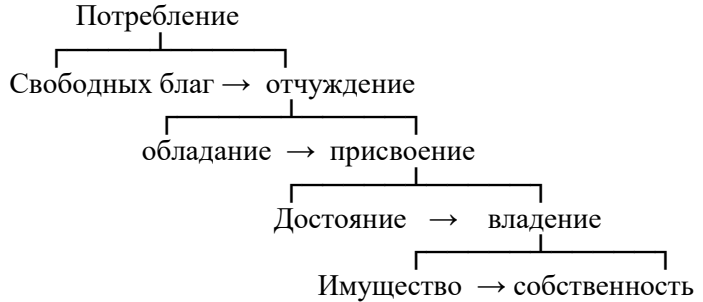 Потребление
Свободных благ → отчуждение
обладание → присвоение
Достояние → владение
Имущество → собственность